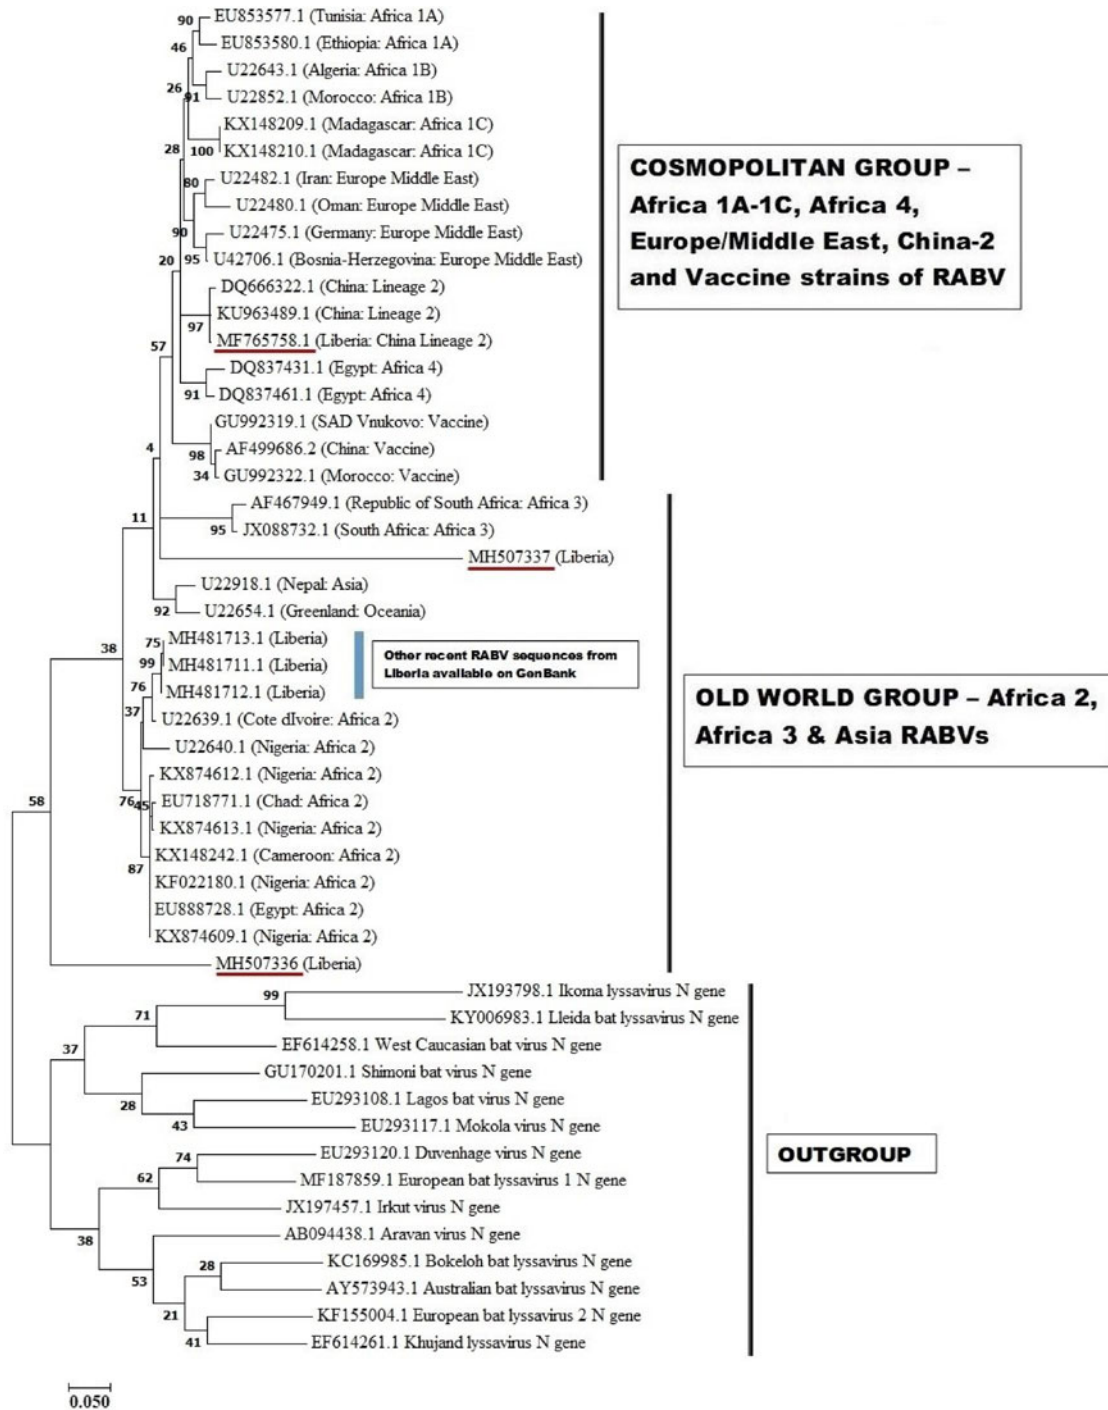 90
EU853577.1 (Tunisia: Africa 1A)
46
EU853580.1 (Ethiopia: Africa 1A)
U22643.1 (Algeria: Africa 1B)
26
91
U22852.1 (Morocco: Africa 1B)
KX148209.1 (Madagascar: Africa 1C)
28
100
KX148210.1 (Madagascar: Africa 1C)
80
U22482.1 (Iran: Europe Middle East)
U22480.1 (Oman: Europe Middle East)
90
U22475.1 (Germany: Europe Middle East)
20
95
U42706.1 (Bosnia-Herzegovina: Europe Middle East)
DQ666322.1 (China: Lineage 2)
KU963489.1 (China: Lineage 2)
97
MF765758.1 (Liberia: China Lineage 2)
57
DQ837431.1 (Egypt: Africa 4)
91
DQ837461.1 (Egypt: Africa 4)
GU992319.1 (SAD Vnukovo: Vaccine)
4
98
AF499686.2 (China: Vaccine)
34
GU992322.1 (Morocco: Vaccine)
COSMOPOLITAN GROUP –
Africa 1A-1C, Africa 4,
Europe/Middle East, China-2
and Vaccine strains of RABV
AF467949.1 (Republic of South Africa: Africa 3)
11
95
JX088732.1 (South Africa: Africa 3)
MH507337 (Liberia)
U22918.1 (Nepal: Asia)
92
U22654.1 (Greenland: Oceania)
38
75
MH481713.1 (Liberia)
99
MH481711.1 (Liberia)
76
MH481712.1 (Liberia)
Other recent RABV sequences from
Liberia available on GenBank
37
U22639.1 (Cote dIvoire: Africa 2)
U22640.1 (Nigeria: Africa 2)
KX874612.1 (Nigeria: Africa 2)
58
76
45
EU718771.1 (Chad: Africa 2)
KX874613.1 (Nigeria: Africa 2)
KX148242.1 (Cameroon: Africa 2)
87
KF022180.1 (Nigeria: Africa 2)
EU888728.1 (Egypt: Africa 2)
KX874609.1 (Nigeria: Africa 2)
MH507336 (Liberia)
OLD WORLD GROUP – Africa 2,
Africa 3 & Asia RABVs
99
JX193798.1 Ikoma lyssavirus N gene
71
KY006983.1 Lleida bat lyssavirus N gene
37
EF614258.1 West Caucasian bat virus N gene
GU170201.1 Shimoni bat virus N gene
28
EU293108.1 Lagos bat virus N gene
43
EU293117.1 Mokola virus N gene
74
EU293120.1 Duvenhage virus N gene
62
MF187859.1 European bat lyssavirus 1 N gene
JX197457.1 Irkut virus N gene
38
AB094438.1 Aravan virus N gene
53
28
KC169985.1 Bokeloh bat lyssavirus N gene
AY573943.1 Australian bat lyssavirus N gene
21
KF155004.1 European bat lyssavirus 2 N gene
41
EF614261.1 Khujand lyssavirus N gene
OUTGROUP
0.050